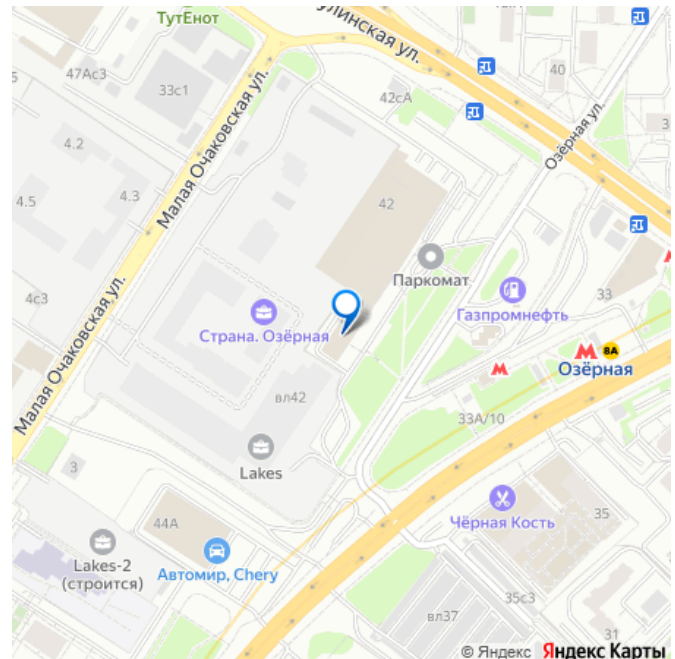 ТутЕнот
улинская ул.
47Ас3
33с1
42сА
40
Озёрная ул.
3
5
4.2
4.3
4.5
Малая Очаковская ул.
42
Паркомат
4с3
Страна. Озёрная
Газпромнефть
33
М
М 8А
Озёрная
М
Малая Очаковская ул.
вл42
33А/10
Lakes
3
Чёрная Кость
35
44А
Lakes-2
(строится)
Автомир, Chery
35с3
вл37
31
© Яндекс Яндекс Карты